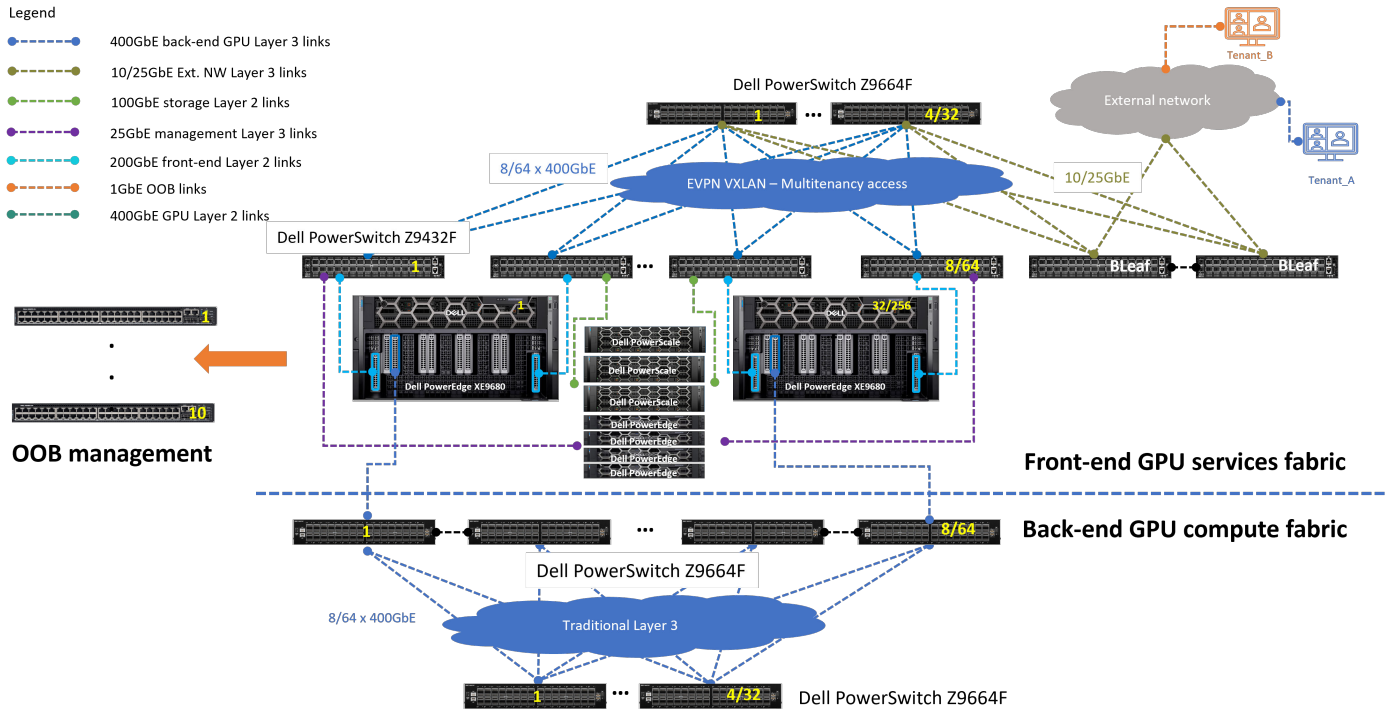 Legend
400GbE back-end GPU Layer 3 links
10/25GbE Ext. NW Layer 3 links
100GbE storage Layer 2 links
25GbE management Layer 3 links
200GbE front-end Layer 2 links
1GbE OOB links
400GbE GPU Layer 2 links
Tenant_B
External network
Tenant_A
Dell PowerSwitch Z9664F
1
4/32
8/64 x 400GbE
EVPN VXLAN – Multitenancy access
10/25GbE
Dell PowerSwitch Z9432F
1
8/64
BLeaf
BLeaf
1
10
OOB management
1
DELL
Dell PowerEdge XE9680
32/256
DELL
Dell PowerEdge XE9680
Dell PowerScale
Dell PowerScale
Dell PowerScale
Dell PowerEdge
Dell PowerEdge
Dell PowerEdge
Dell PowerEdge
Front-end GPU services fabric
Back-end GPU compute fabric
1
8/64
Dell PowerSwitch Z9664F
8/64 x 400GbE
Traditional Layer 3
1
4/32
Dell PowerSwitch Z9664F